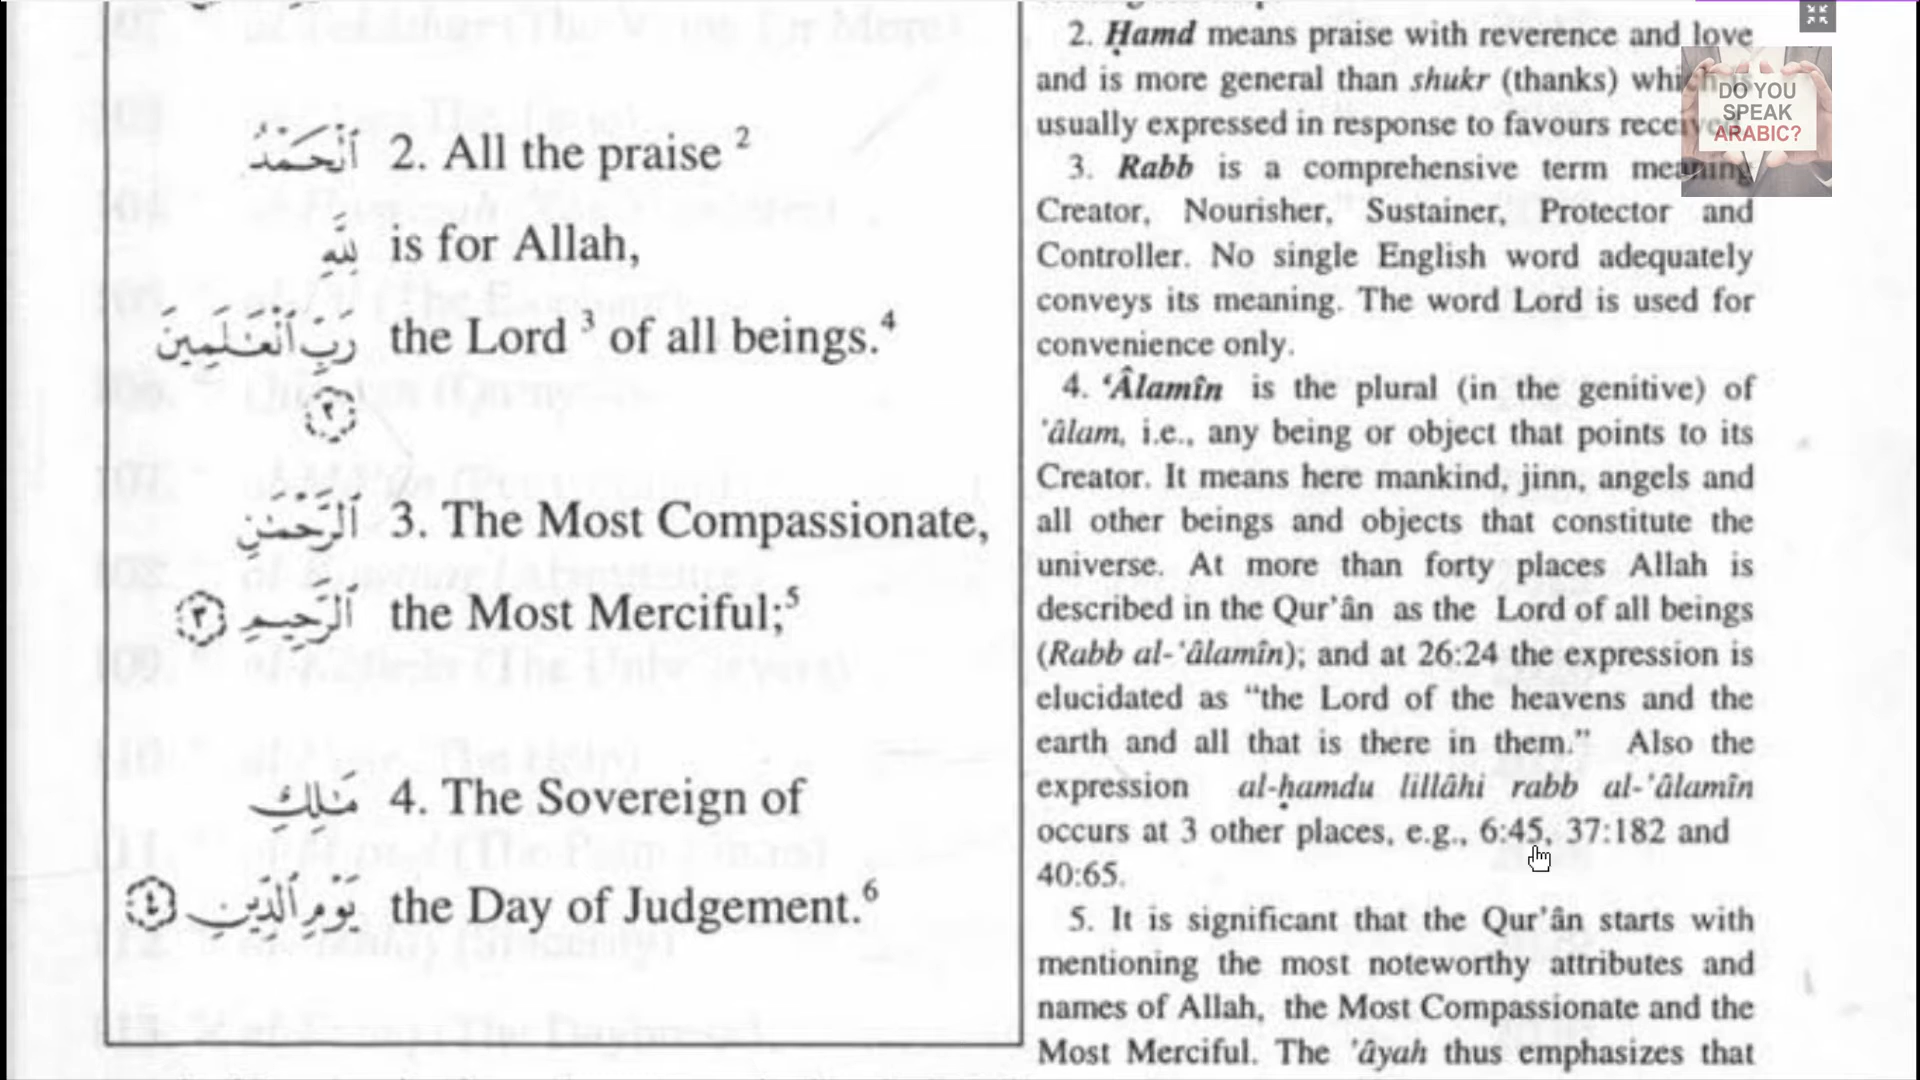 ٱلْحَمْدُ 2. All the praise 2
لِلَّهِ is for Allah,
رَبِّ ٱلْعَـٰلَمِينَ the Lord 3 of all beings.4
٢
ٱلرَّحْمَـٰنِ 3. The Most Compassionate,
ٱلرَّحِيمِ ٣ the Most Merciful;5
مَـٰلِكِ 4. The Sovereign of
يَوْمِ ٱلدِّينِ ٤ the Day of Judgement.6
2. Ḥamd means praise with reverence and love
and is more general than shukr (thanks)
usually expressed in response to favours
3. Rabb is a comprehensive term meaning
Creator, Nourisher, Sustainer, Protector and
Controller. No single English word adequately
conveys its meaning. The word Lord is used for
convenience only.
4. ‘Âlamîn is the plural (in the genitive) of
'âlam, i.e., any being or object that points to its
Creator. It means here mankind, jinn, angels and
all other beings and objects that constitute the
universe. At more than forty places Allah is
described in the Qur’ân as the Lord of all beings
(Rabb al-'âlamîn); and at 26:24 the expression is
elucidated as “the Lord of the heavens and the
earth and all that is there in them.” Also the
expression al-ḥamdu lillâhi rabb al-'âlamîn
occurs at 3 other places, e.g., 6:45, 37:182 and
40:65.
5. It is significant that the Qur’ân starts with
mentioning the most noteworthy attributes and
names of Allah, the Most Compassionate and the
Most Merciful. The 'âyah thus emphasizes that
DO YOU
SPEAK
ARABIC?